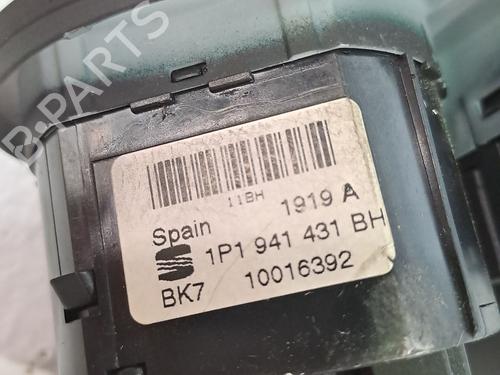 B-PARTS
11BH
1919 A
Spain
1P1 941 431 BH
BK7
10016392